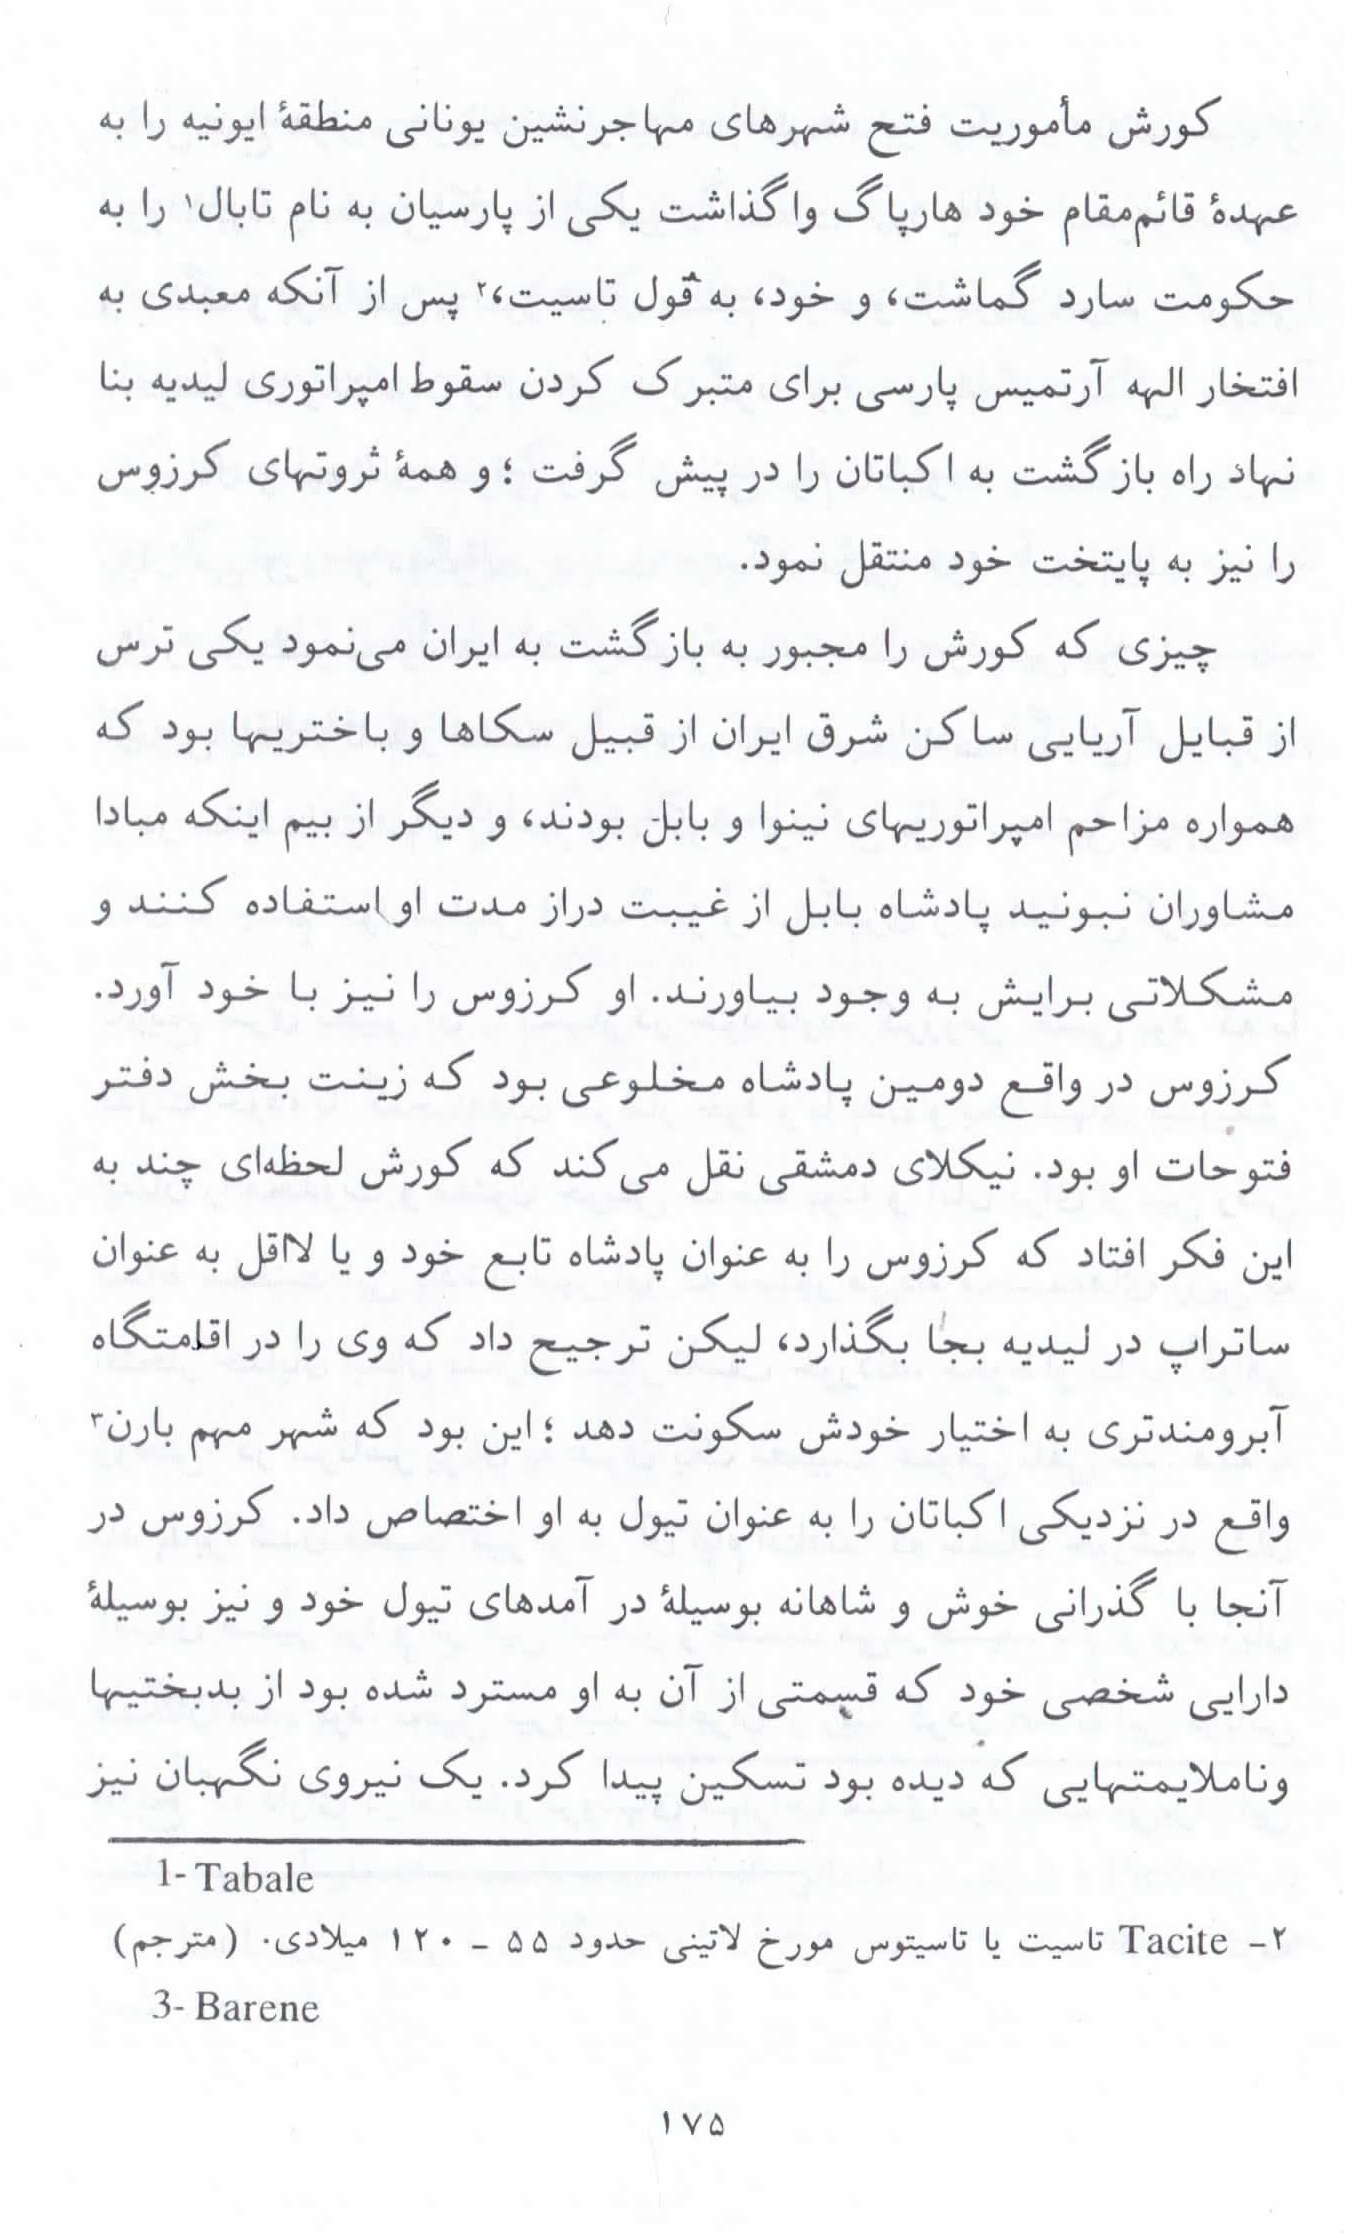 کورش مأموریت فتح شهرهای مهاجرنشین یونانی منطقهٔ ایونیه را به
عهدهٔ قائم‌مقام خود هارپاگ واگذاشت یکی از پارسیان به نام تابال۱ را به
حکومت سارد گماشت، و خود، به قول تاسیت،۲ پس از آنکه معبدی به
افتخار الهه آرتمیس پارسی برای متبرک کردن سقوط امپراتوری لیدیه بنا
نهاد راه بازگشت به اکباتان را در پیش گرفت؛ و همهٔ ثروتهای کرزوس
را نیز به پایتخت خود منتقل نمود.
چیزی که کورش را مجبور به بازگشت به ایران می‌نمود یکی ترس
از قبایل آریایی ساکن شرق ایران از قبیل سکاها و باختریها بود که
همواره مزاحم امپراتوریهای نینوا و بابل بودند، و دیگر از بیم اینکه مبادا
مشاوران نبونید پادشاه بابل از غیبت دراز مدت او استفاده کنند و
مشکلاتی برایش به وجود بیاورند. او کرزوس را نیز با خود آورد.
کرزوس در واقع دومین پادشاه مخلوعی بود که زینت بخش دفتر
فتوحات او بود. نیکلای دمشقی نقل می‌کند که کورش لحظه‌ای چند به
این فکر افتاد که کرزوس را به عنوان پادشاه تابع خود و یا لااقل به عنوان
ساتراپ در لیدیه بجا بگذارد، لیکن ترجیح داد که وی را در اقامتگاه
آبرومندتری به اختیار خودش سکونت دهد؛ این بود که شهر مهم بارن۳
واقع در نزدیکی اکباتان را به عنوان تیول به او اختصاص داد. کرزوس در
آنجا با گذرانی خوش و شاهانه بوسیلهٔ در آمدهای تیول خود و نیز بوسیلهٔ
دارایی شخصی خود که قسمتی از آن به او مسترد شده بود از بدبختیها
وناملایمتهایی که دیده بود تسکین پیدا کرد. یک نیروی نگهبان نیز
1- Tabale
۲- Tacite تاسیت یا تاسیتوس مورخ لاتینی حدود ۵۵ - ۱۲۰ میلادی. (مترجم)
3- Barene
۱۷۵